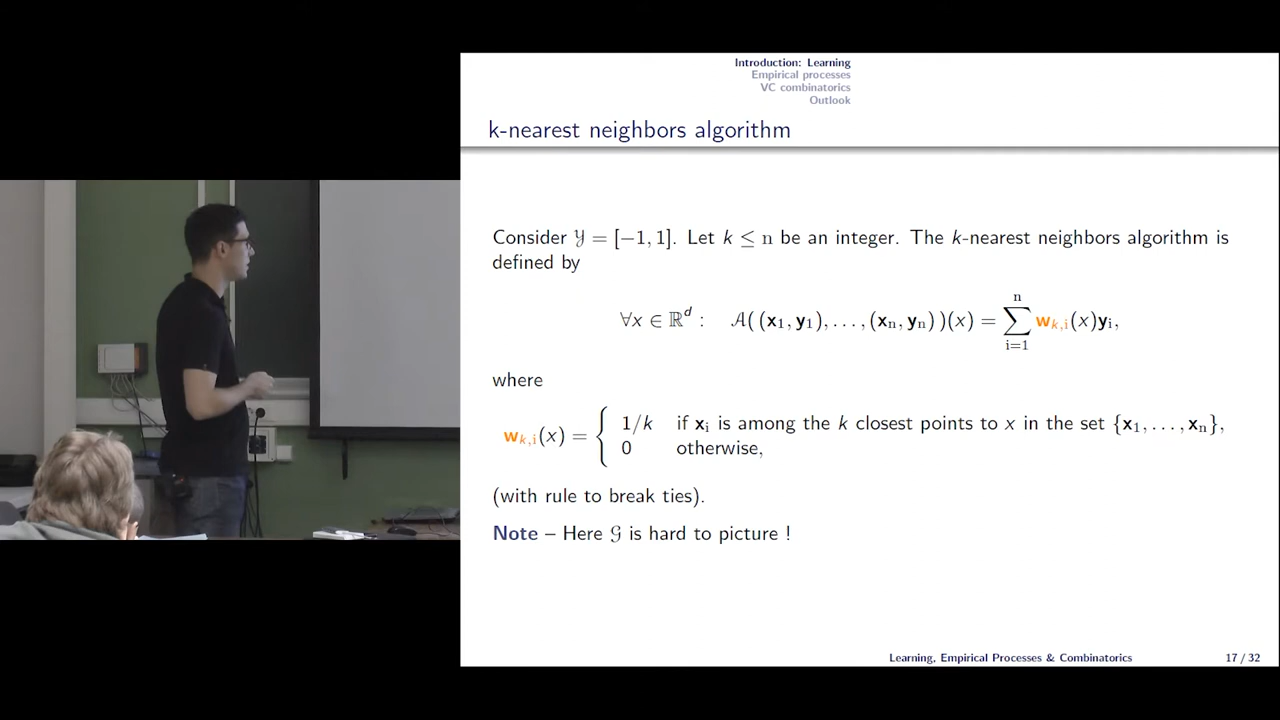 Introduction: Learning
Empirical processes
VC combinatorics
Outlook
k-nearest neighbors algorithm
Consider 𝒴 = [−1, 1]. Let k ≤ n be an integer. The k-nearest neighbors algorithm is
defined by
∀x ∈ ℝ^d : 𝒜( (x₁, y₁), . . . , (xₙ, yₙ) )(x) = ∑_{i=1}^{n} w_{k,i}(x)y_i,
where
w_{k,i}(x) = { 1/k if x_i is among the k closest points to x in the set {x₁, . . . , xₙ},
0 otherwise,
(with rule to break ties).
Note – Here 𝒢 is hard to picture !
Learning, Empirical Processes & Combinatorics 17 / 32